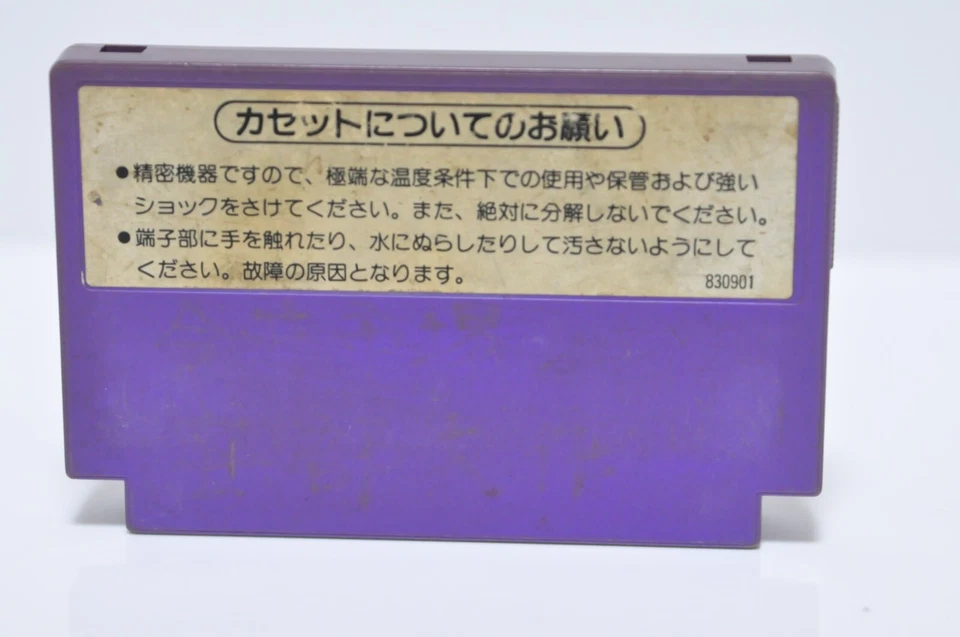 カセットについてのお願い
●精密機器ですので、極端な温度条件下での使用や保管および強い
ショックをさけてください。また、絶対に分解しないでください。
●端子部に手を触れたり、水にぬらしたりして汚さないようにして
ください。故障の原因となります。
830901